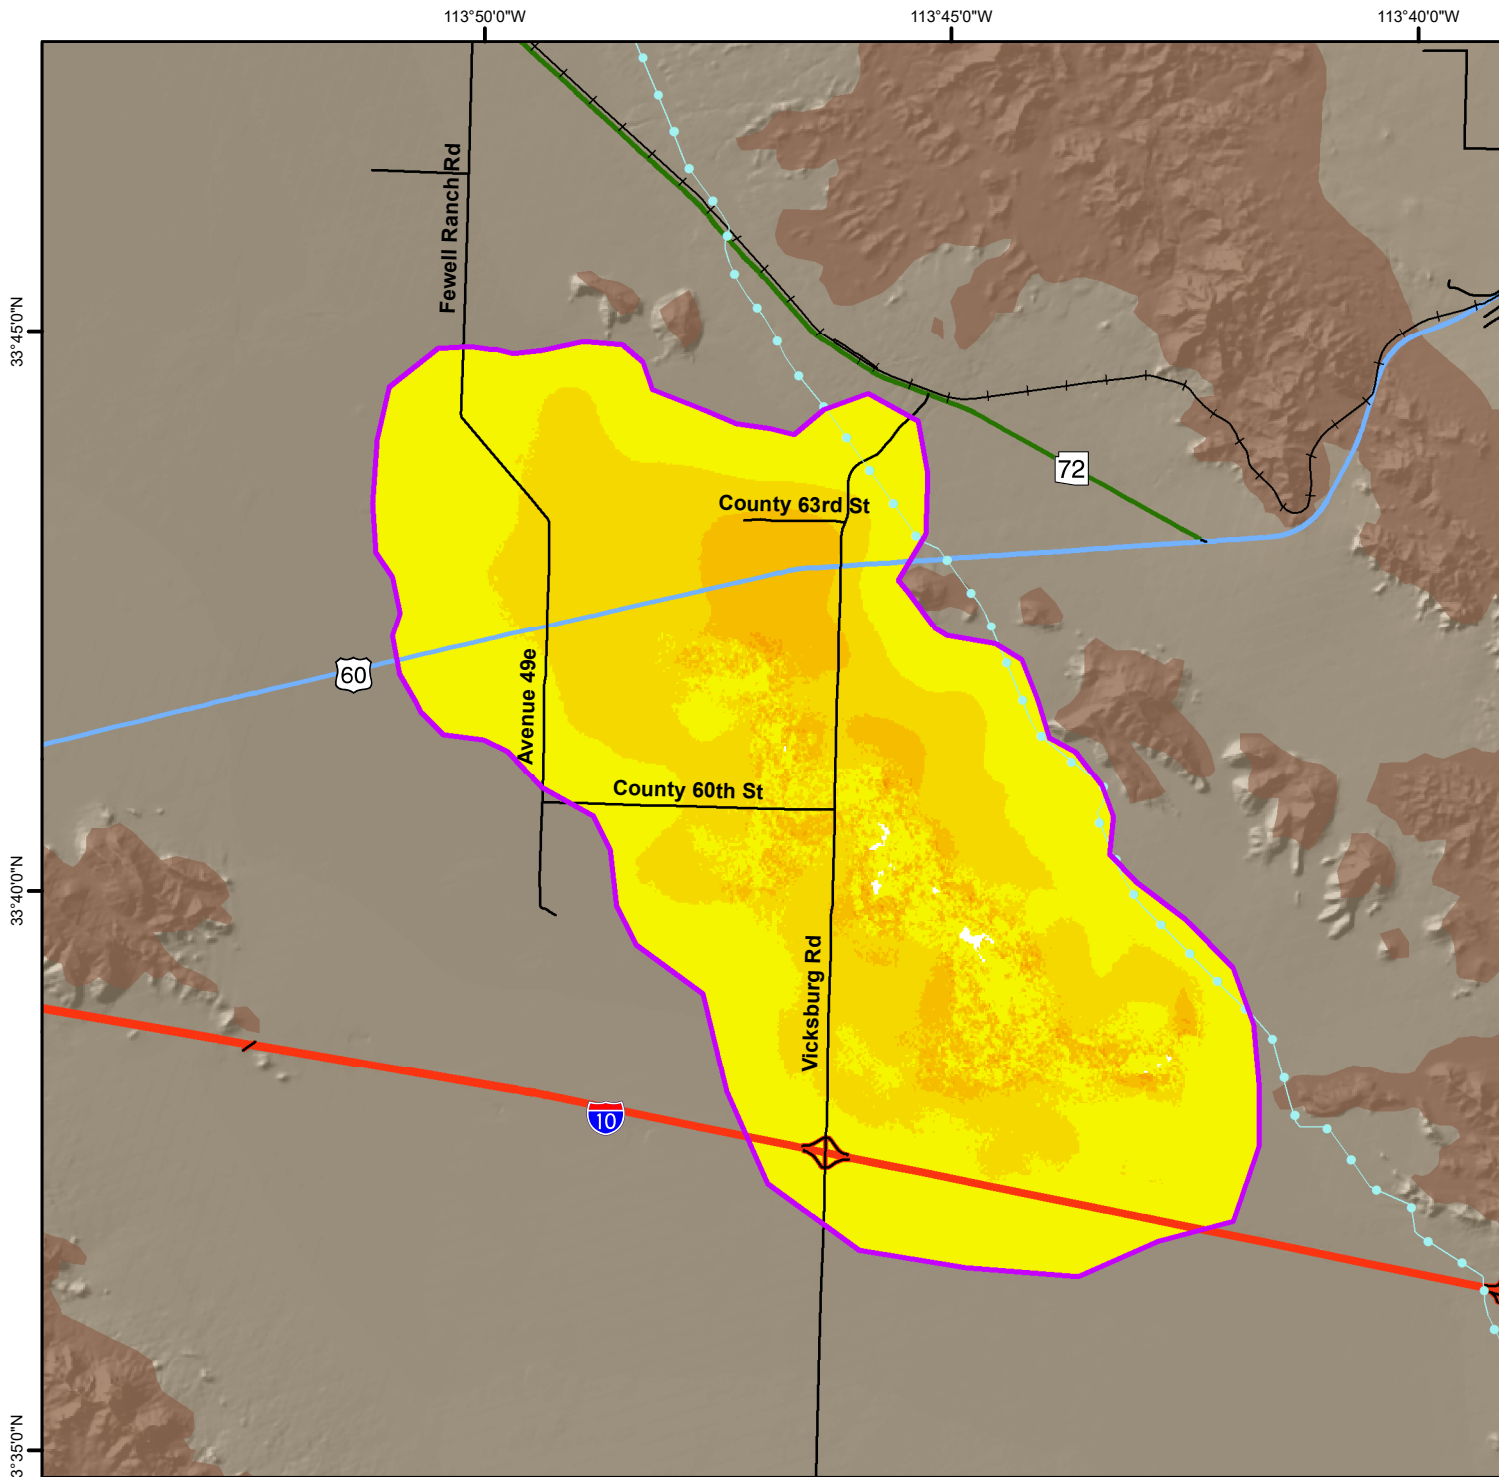 113°50'0"W
113°45'0"W
113°40'0"W
Fewell Ranch Rd
33°45'0"N
72
County 63rd St
60
Avenue 49e
County 60th St
33°40'0"N
Vicksburg Rd
10
3°35'0"N